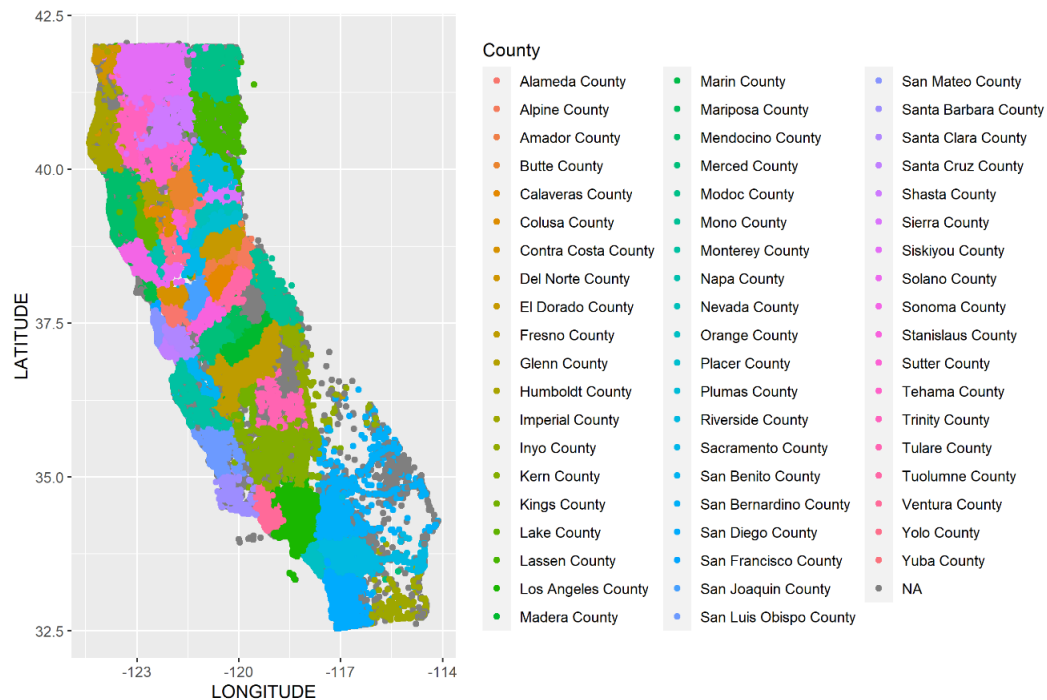 42.5
40.0
37.5
35.0
32.5
LATITUDE
-123
-120
-117
-114
LONGITUDE
County
Alameda County
Alpine County
Amador County
Butte County
Calaveras County
Colusa County
Contra Costa County
Del Norte County
El Dorado County
Fresno County
Glenn County
Humboldt County
Imperial County
Inyo County
Kern County
Kings County
Lake County
Lassen County
Los Angeles County
Madera County
Marin County
Mariposa County
Mendocino County
Merced County
Modoc County
Mono County
Monterey County
Napa County
Nevada County
Orange County
Placer County
Plumas County
Riverside County
Sacramento County
San Benito County
San Bernardino County
San Diego County
San Francisco County
San Joaquin County
San Luis Obispo County
San Mateo County
Santa Barbara County
Santa Clara County
Santa Cruz County
Shasta County
Sierra County
Siskiyou County
Solano County
Sonoma County
Stanislaus County
Sutter County
Tehama County
Trinity County
Tulare County
Tuolumne County
Ventura County
Yolo County
Yuba County
NA